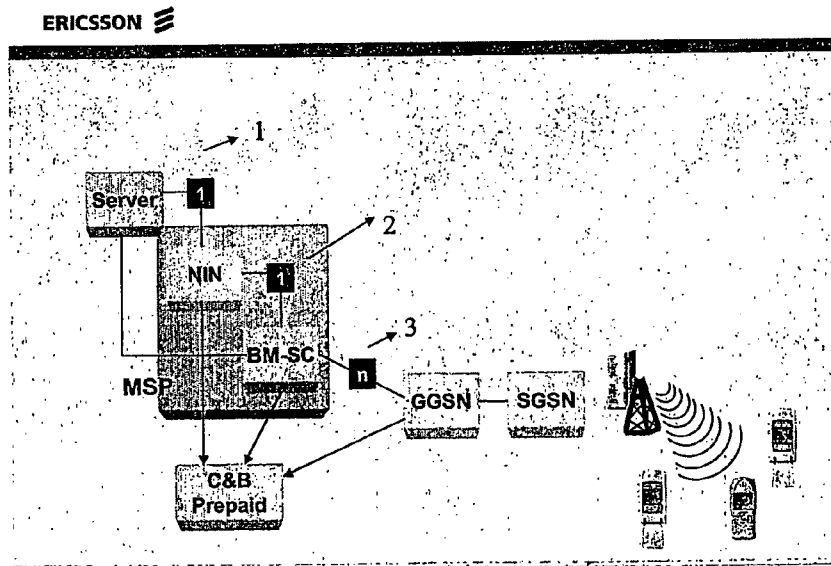 ERICSSON
1
Server
1
2
NIN
1
3
BM-SC
n
MSP
GGSN
SGSN
C&B
Prepaid